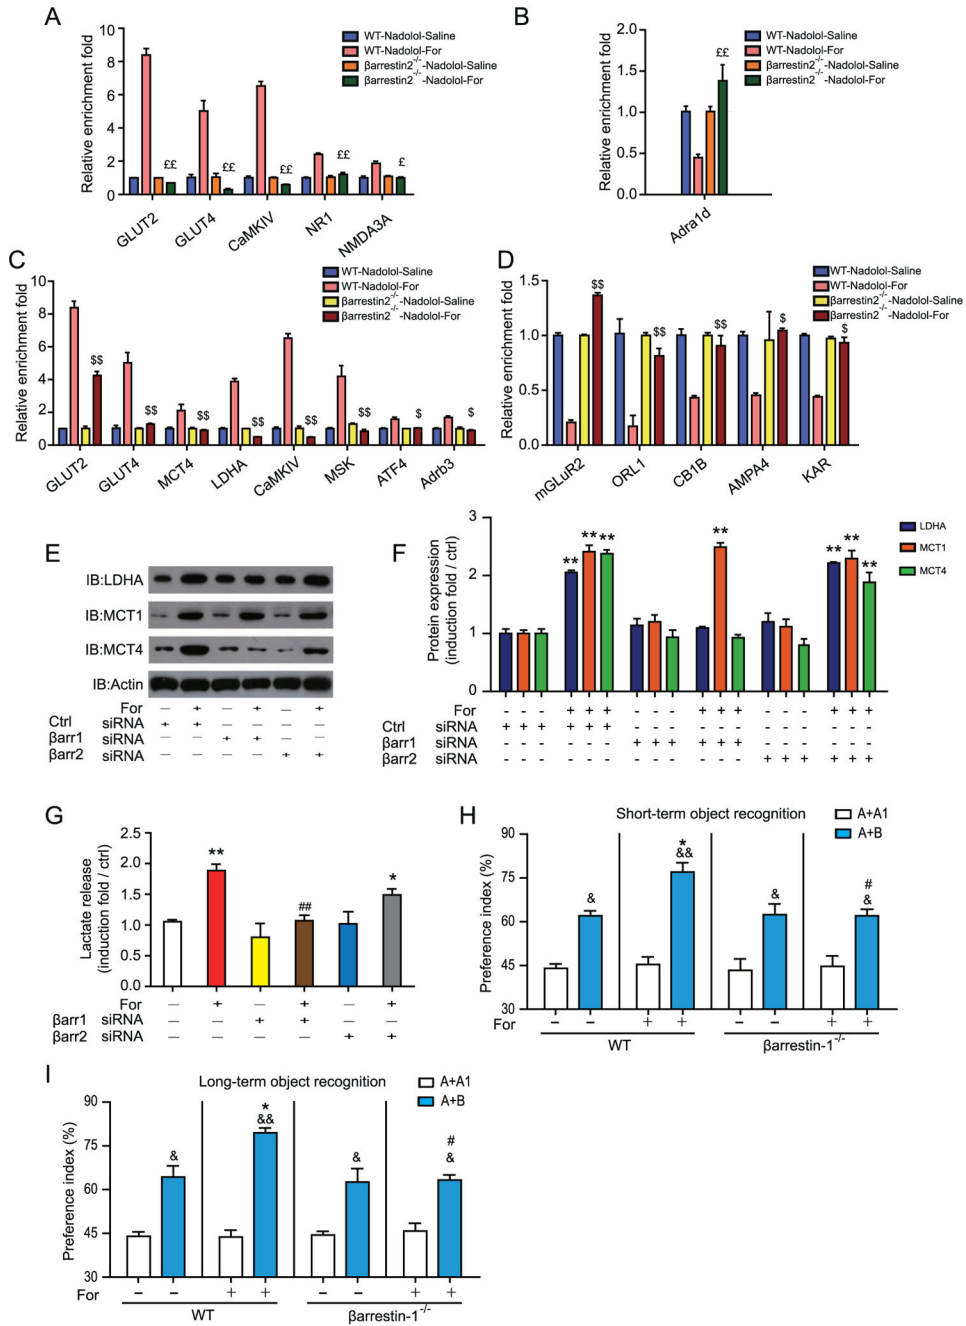 A
Relative enrichment fold
10
8
6
4
2
0
WT-Nadolol-Saline
WT-Nadolol-For
βarrestin2-/--Nadolol-Saline
βarrestin2-/--Nadolol-For
££ ££ ££ ££ £
GLUT2 GLUT4 CaMKIV NR1 NMDA3A
B
Relative enrichment fold
2.0
1.5
1.0
0.5
0.0
££
WT-Nadolol-Saline
WT-Nadolol-For
βarrestin2-/--Nadolol-Saline
βarrestin2-/--Nadolol-For
Adra1d
C
Relative enrichment fold
10
8
6
4
2
0
WT-Nadolol-Saline
WT-Nadolol-For
βarrestin2-/--Nadolol-Saline
βarrestin2-/--Nadolol-For
$$ $$ $$ $$ $$ $$ $ $
GLUT2 GLUT4 MCT4 LDHA CaMKIV MSK ATF4 Adrb3
D
Relative enrichment fold
1.5
1.0
0.5
0.0
WT-Nadolol-Saline
WT-Nadolol-For
βarrestin2-/--Nadolol-Saline
βarrestin2-/--Nadolol-For
$$ $$ $$ $ $
mGLuR2 ORL1 CB1B AMPA4 KAR
E
IB:LDHA
IB:MCT1
IB:MCT4
IB:Actin
For − + − + − +
Ctrl siRNA + + − − − −
βarr1 siRNA − − + + − −
βarr2 siRNA − − − − + +
F
Protein expression
(induction fold / ctrl)
3
2
1
0
LDHA
MCT1
MCT4
** ** ** ** ** ** **
For - - - + + + - - - + + + - - - + + +
Ctrl siRNA + + + + + + - - - - - - - - - - - -
βarr1 siRNA - - - - - - + + + + + + - - - - - -
βarr2 siRNA - - - - - - - - - - - - + + + + + +
G
Lactate release
(induction fold / ctrl)
2.5
2.0
1.5
1.0
0.5
0.0
** ## *
For − + − + − +
βarr1 siRNA − − + + − −
βarr2 siRNA − − − − + +
H
Short-term object recognition
A+A1
A+B
Preference index (%)
90
75
60
45
30
& * && & # &
For − − + + − − + +
WT βarrestin-1-/-
I
Long-term object recognition
A+A1
A+B
Preference index (%)
90
75
60
45
30
& * && & # &
For − − + + − − + +
WT βarrestin-1-/-